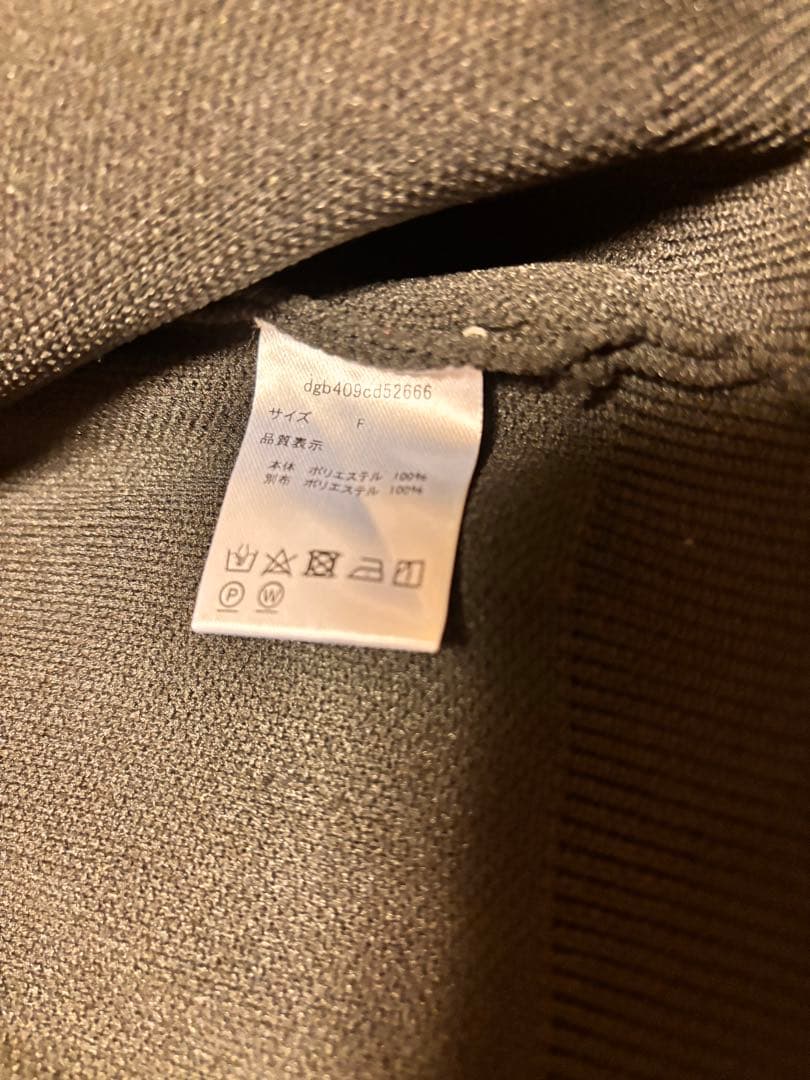 dgb409cd52666
サイズ F
品質表示
本体 ポリエステル 100%
別布 ポリエステル 100%
P W